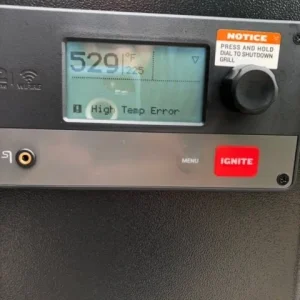 NOTICE
PRESS AND HOLD
DIAL TO SHUTDOWN
GRILL
529 °F
225
High Temp Error
MENU
IGNITE